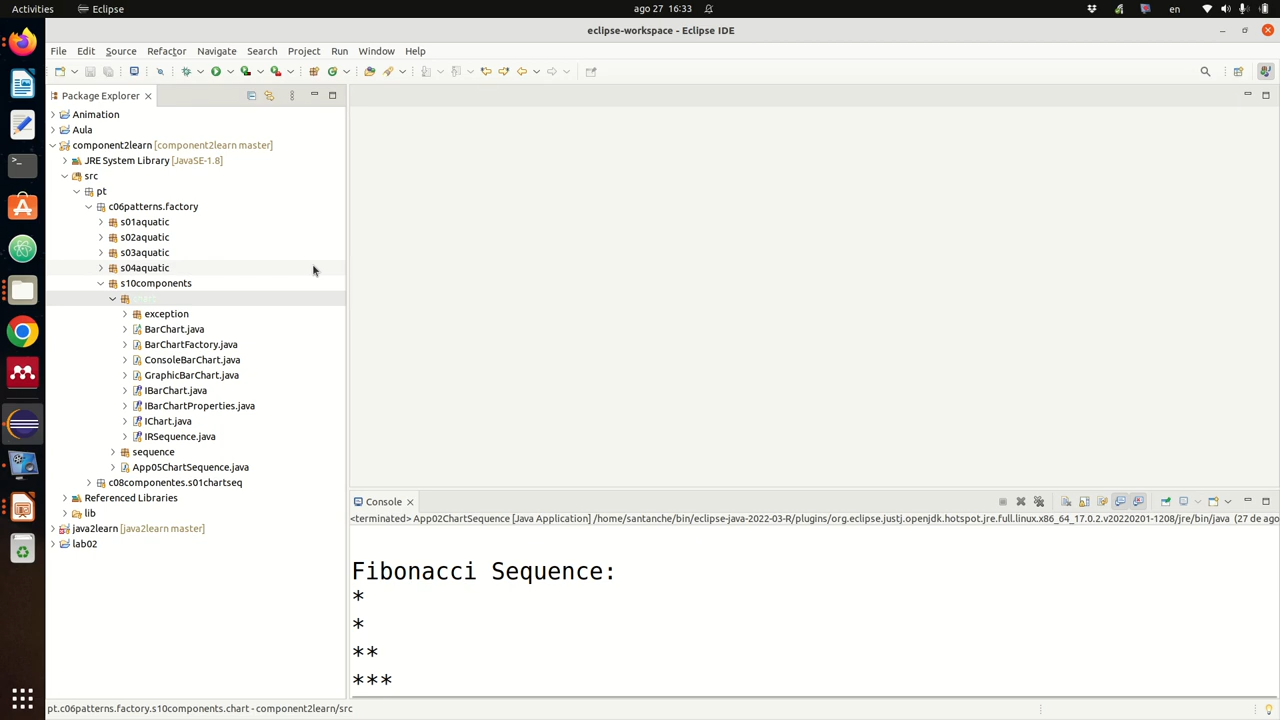 Activities
Eclipse
ago 27 16:33
en
eclipse-workspace - Eclipse IDE
File Edit Source Refactor Navigate Search Project Run Window Help
Package Explorer
Animation
Aula
component2learn [component2learn master]
JRE System Library [JavaSE-1.8]
src
pt
c06patterns.factory
s01aquatic
s02aquatic
s03aquatic
s04aquatic
s10components
chart
exception
BarChart.java
BarChartFactory.java
ConsoleBarChart.java
GraphicBarChart.java
IBarChart.java
IBarChartProperties.java
IChart.java
IRSequence.java
sequence
App05ChartSequence.java
c08componentes.s01chartseq
Referenced Libraries
lib
java2learn [java2learn master]
lab02
Console
<terminated> App02ChartSequence [Java Application] /home/santanche/bin/eclipse-java-2022-03-R/plugins/org.eclipse.justj.openjdk.hotspot.jre.full.linux.x86_64_17.0.2.v20220201-1208/jre/bin/java (27 de ago
Fibonacci Sequence:
*
*
**
***
pt.c06patterns.factory.s10components.chart - component2learn/src